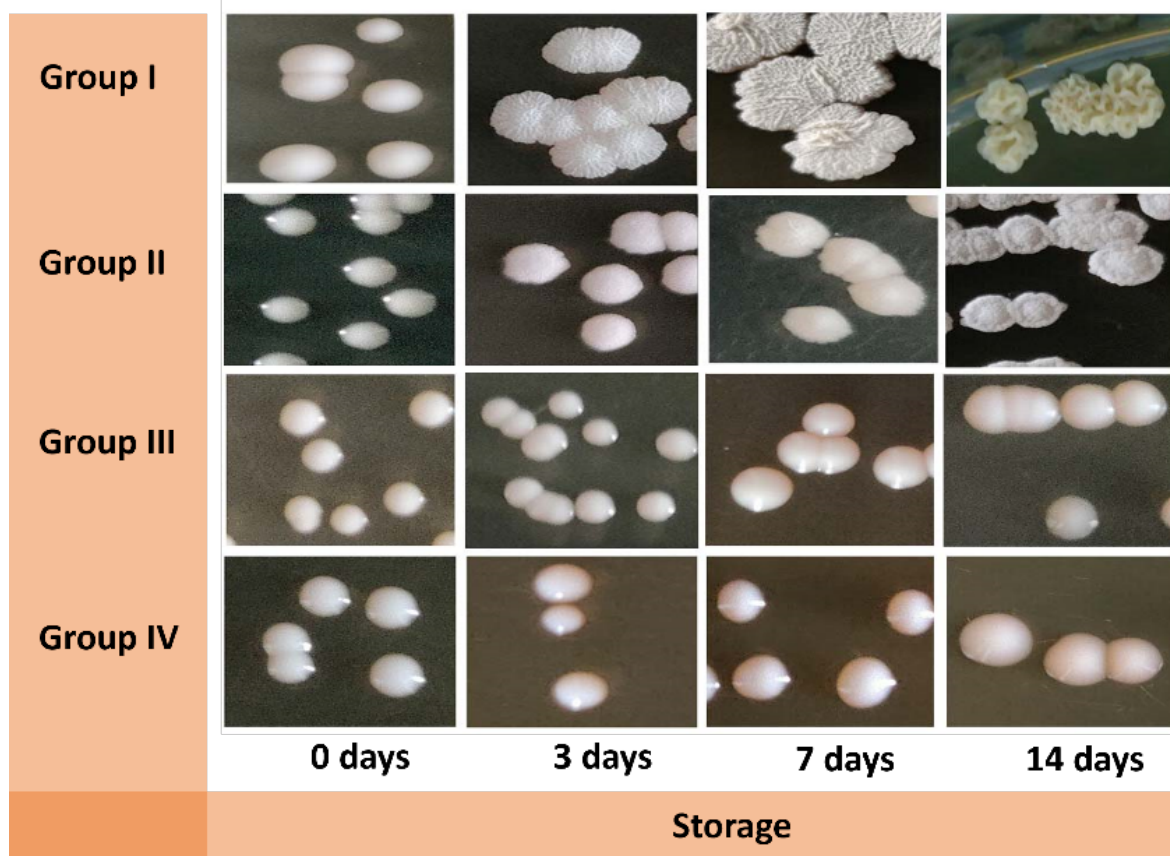 Group I
Group II
Group III
Group IV
0 days
3 days
7 days
14 days
Storage